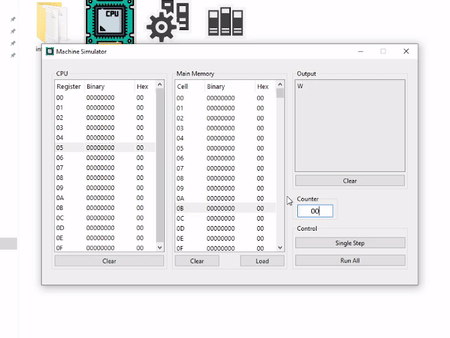 CPU
Machine Simulator
CPU
Register Binary Hex
00 00000000 00
01 00000000 00
02 00000000 00
03 00000000 00
04 00000000 00
05 00000000 00
06 00000000 00
07 00000000 00
08 00000000 00
09 00000000 00
0A 00000000 00
0B 00000000 00
0C 00000000 00
0D 00000000 00
0E 00000000 00
0F 00000000 00
Clear
Main Memory
Cell Binary Hex
00 00000000 00
01 00000000 00
02 00000000 00
03 00000000 00
04 00000000 00
05 00000000 00
06 00000000 00
07 00000000 00
08 00000000 00
09 00000000 00
0A 00000000 00
0B 00000000 00
0C 00000000 00
0D 00000000 00
0E 00000000 00
0F 00000000 00
Clear
Load
Output
W
Clear
Counter
00
Control
Single Step
Run All